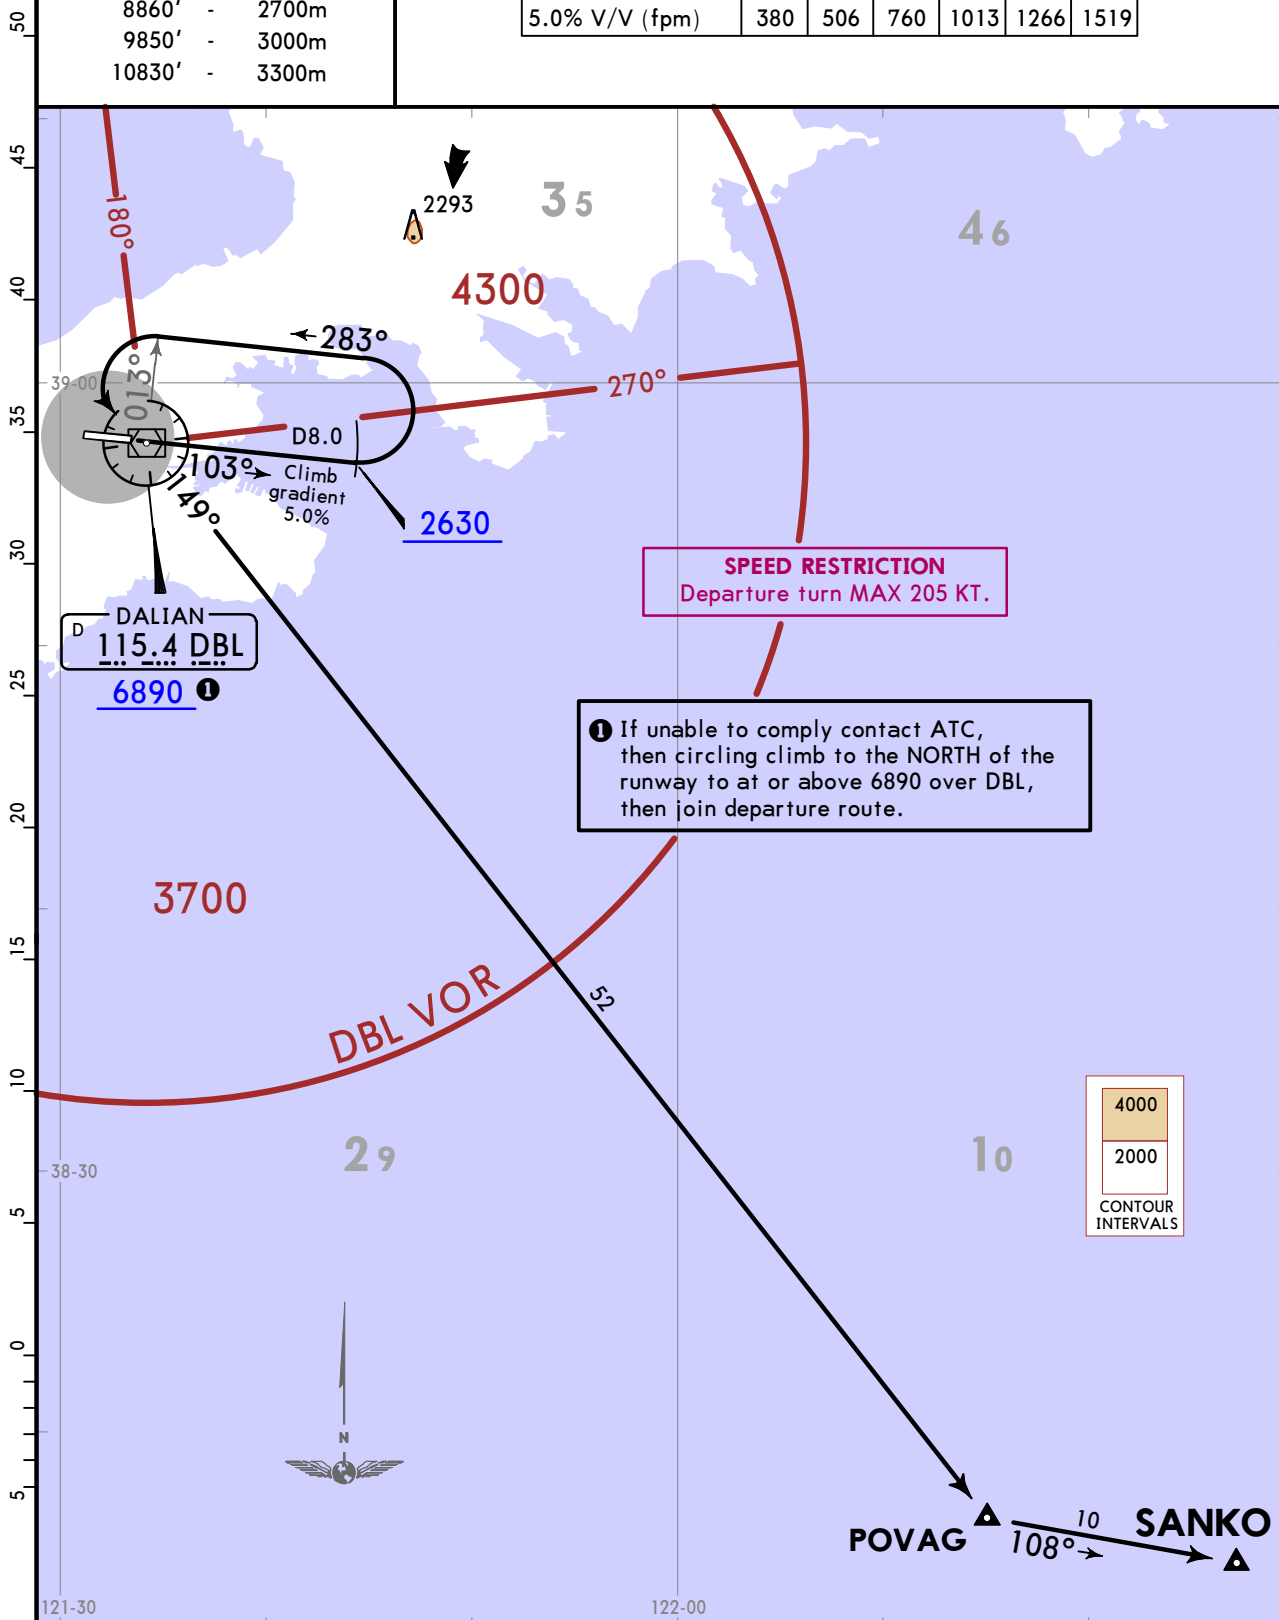 8860' - 2700m
9850' - 3000m
10830' - 3300m
5.0% V/V (fpm) 380 506 760 1013 1266 1519
50
45
40
35
30
25
20
15
10
5
0
5
180°
2293
35
46
4300
283°
013°
39-00
270°
D8.0
103°
Climb
gradient
5.0%
149°
2630
SPEED RESTRICTION
Departure turn MAX 205 KT.
DALIAN
D 115.4 DBL
6890 1
1 If unable to comply contact ATC,
then circling climb to the NORTH of the
runway to at or above 6890 over DBL,
then join departure route.
3700
DBL VOR
52
29
10
38-30
4000
2000
CONTOUR
INTERVALS
N
POVAG
10
108°
SANKO
121-30
122-00